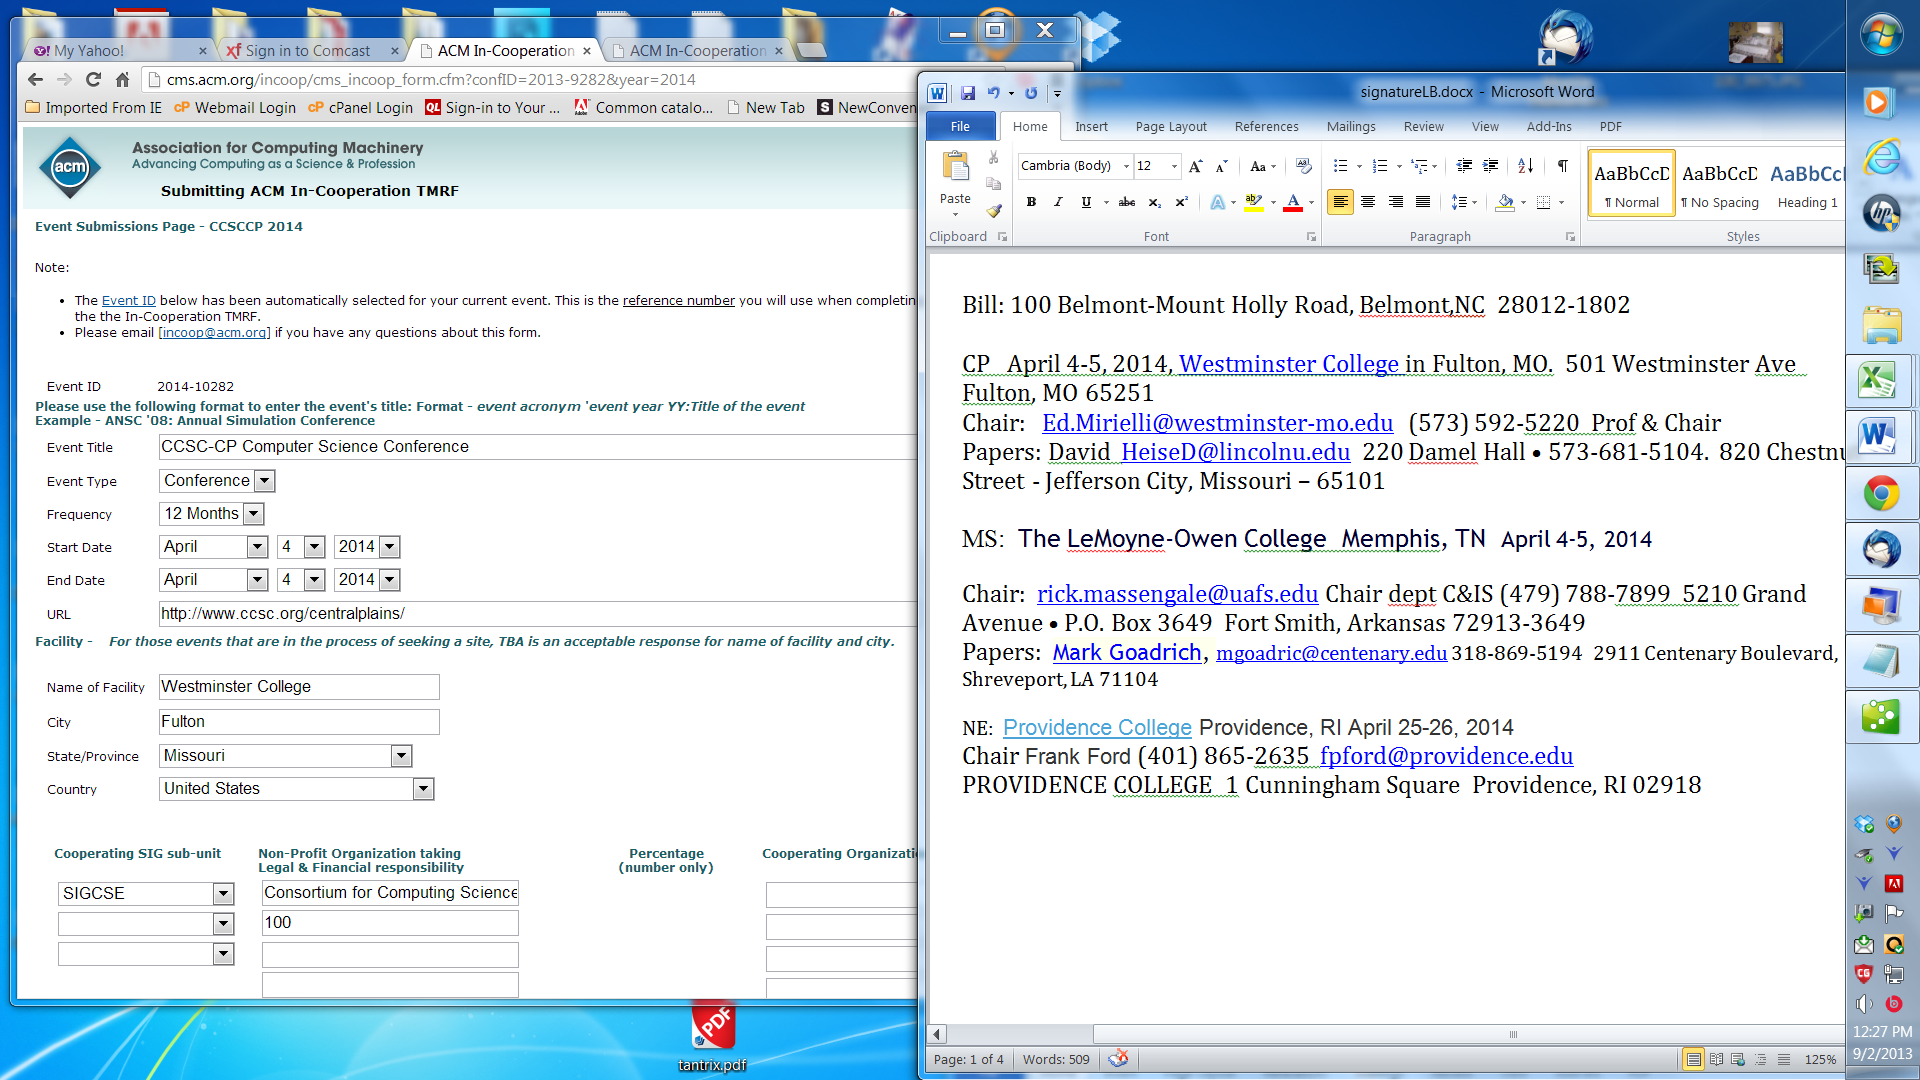 My Yahoo!
Sign in to Comcast
ACM In-Cooperation
ACM In-Cooperation
cms.acm.org/incoop/cms_incoop_form.cfm?confID=2013-9282&year=2014
Imported From IE
Webmail Login
cPanel Login
Sign-in to Your ...
Common catalo...
New Tab
NewConven
acm
Association for Computing Machinery
Advancing Computing as a Science & Profession
Submitting ACM In-Cooperation TMRF
Event Submissions Page - CCSCCP 2014
Note:
• The Event ID below has been automatically selected for your current event. This is the reference number you will use when completing
the the In-Cooperation TMRF.
• Please email [incoop@acm.org] if you have any questions about this form.
Event ID 2014-10282
Please use the following format to enter the event's title: Format - event acronym 'event year YY:Title of the event
Example - ANSC '08: Annual Simulation Conference
Event Title CCSC-CP Computer Science Conference
Event Type Conference
Frequency 12 Months
Start Date April 4 2014
End Date April 4 2014
URL http://www.ccsc.org/centralplains/
Facility - For those events that are in the process of seeking a site, TBA is an acceptable response for name of facility and city.
Name of Facility Westminster College
City Fulton
State/Province Missouri
Country United States
Cooperating SIG sub-unit
Non-Profit Organization taking
Legal & Financial responsibility
Percentage
(number only)
Cooperating Organizati
SIGCSE
Consortium for Computing Science
100
tantrix.pdf
PDF
signatureLB.docx - Microsoft Word
File Home Insert Page Layout References Mailings Review View Add-Ins PDF
Paste
Cambria (Body) 12
AaBbCcD AaBbCcD AaBbCcl
¶ Normal ¶ No Spacing Heading 1
Clipboard Font Paragraph Styles
Bill: 100 Belmont-Mount Holly Road, Belmont,NC 28012-1802
CP April 4-5, 2014, Westminster College in Fulton, MO. 501 Westminster Ave
Fulton, MO 65251
Chair: Ed.Mirielli@westminster-mo.edu (573) 592-5220 Prof & Chair
Papers: David HeiseD@lincolnu.edu 220 Damel Hall • 573-681-5104. 820 Chestnu
Street - Jefferson City, Missouri – 65101
MS: The LeMoyne-Owen College Memphis, TN April 4-5, 2014
Chair: rick.massengale@uafs.edu Chair dept C&IS (479) 788-7899 5210 Grand
Avenue • P.O. Box 3649 Fort Smith, Arkansas 72913-3649
Papers: Mark Goadrich, mgoadric@centenary.edu 318-869-5194 2911 Centenary Boulevard,
Shreveport, LA 71104
NE: Providence College Providence, RI April 25-26, 2014
Chair Frank Ford (401) 865-2635 fpford@providence.edu
PROVIDENCE COLLEGE 1 Cunningham Square Providence, RI 02918
Page: 1 of 4 Words: 509 125%
12:27 PM
9/2/2013